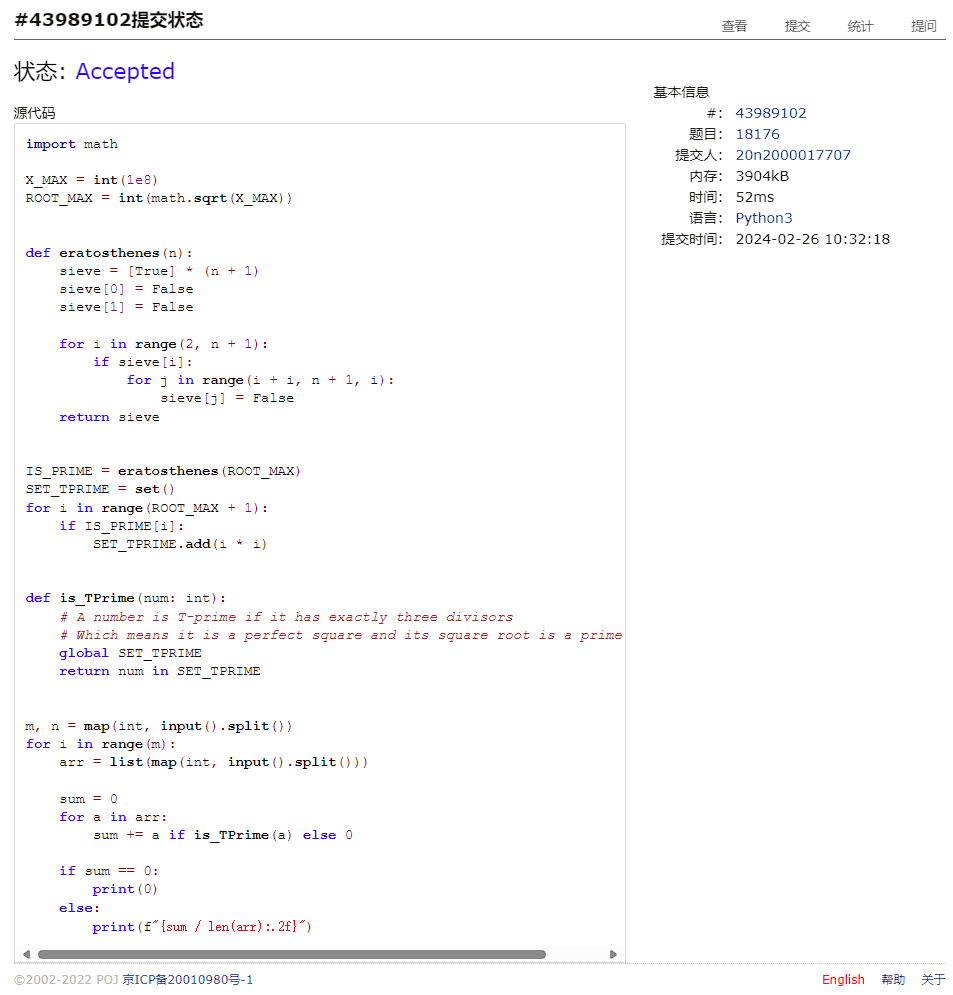 #43989102提交状态
查看 提交 统计 提问
状态: Accepted
源代码
import math

X_MAX = int(1e8)
ROOT_MAX = int(math.sqrt(X_MAX))


def eratosthenes(n):
    sieve = [True] * (n + 1)
    sieve[0] = False
    sieve[1] = False

    for i in range(2, n + 1):
        if sieve[i]:
            for j in range(i + i, n + 1, i):
                sieve[j] = False
    return sieve


IS_PRIME = eratosthenes(ROOT_MAX)
SET_TPRIME = set()
for i in range(ROOT_MAX + 1):
    if IS_PRIME[i]:
        SET_TPRIME.add(i * i)


def is_TPrime(num: int):
    # A number is T-prime if it has exactly three divisors
    # Which means it is a perfect square and its square root is a prime
    global SET_TPRIME
    return num in SET_TPRIME


m, n = map(int, input().split())
for i in range(m):
    arr = list(map(int, input().split()))

    sum = 0
    for a in arr:
        sum += a if is_TPrime(a) else 0

    if sum == 0:
        print(0)
    else:
        print(f"{sum / len(arr):.2f}")
基本信息
#: 43989102
题目: 18176
提交人: 20n2000017707
内存: 3904kB
时间: 52ms
语言: Python3
提交时间: 2024-02-26 10:32:18
©2002-2022 POJ 京ICP备20010980号-1
English 帮助 关于